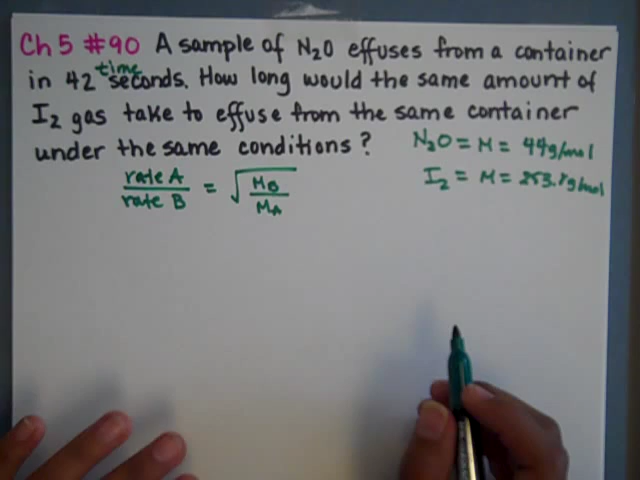 Ch 5 #90 A sample of N₂O effuses from a container
time
in 42 seconds. How long would the same amount of
I₂ gas take to effuse from the same container
under the same conditions?
N₂O = M = 44g/mol
I₂ = M = 253.8g/mol
rate A / rate B = √(M_B / M_A)